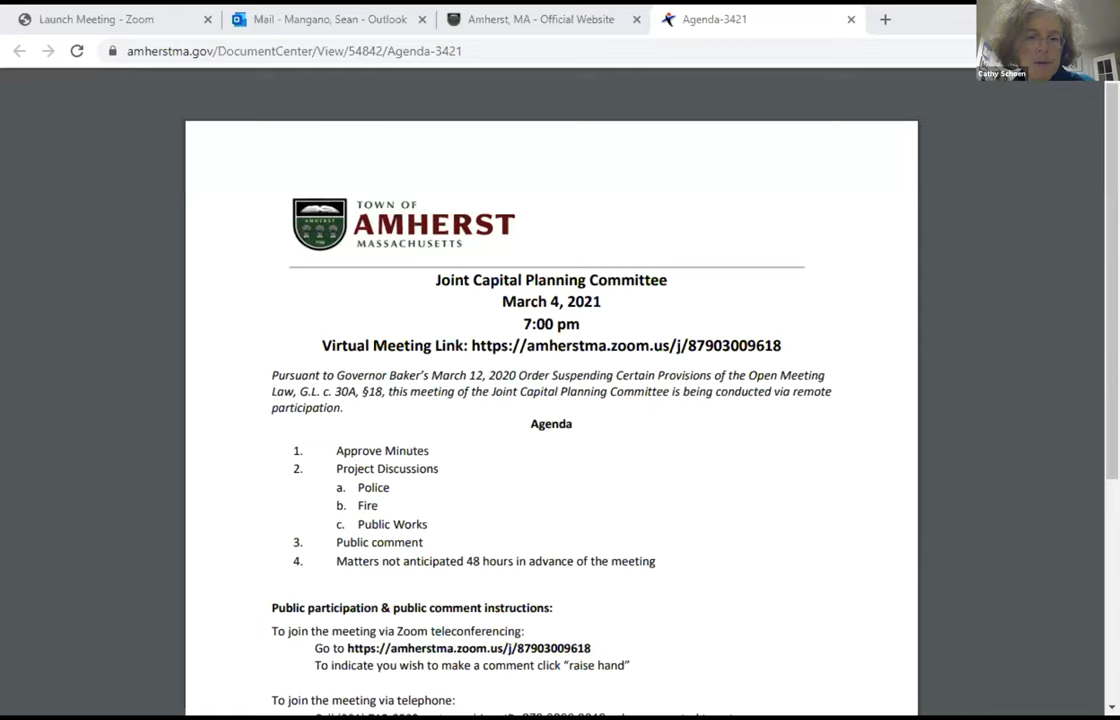 Launch Meeting - Zoom
Mail - Mangano, Sean - Outlook
Amherst, MA - Official Website
Agenda-3421
amherstma.gov/DocumentCenter/View/54842/Agenda-3421
Cathy Schoen
TOWN OF
AMHERST
MASSACHUSETTS
Joint Capital Planning Committee
March 4, 2021
7:00 pm
Virtual Meeting Link: https://amherstma.zoom.us/j/87903009618
Pursuant to Governor Baker's March 12, 2020 Order Suspending Certain Provisions of the Open Meeting
Law, G.L. c. 30A, §18, this meeting of the Joint Capital Planning Committee is being conducted via remote
participation.
Agenda
1. Approve Minutes
2. Project Discussions
a. Police
b. Fire
c. Public Works
3. Public comment
4. Matters not anticipated 48 hours in advance of the meeting
Public participation & public comment instructions:
To join the meeting via Zoom teleconferencing:
Go to https://amherstma.zoom.us/j/87903009618
To indicate you wish to make a comment click “raise hand”
To join the meeting via telephone: